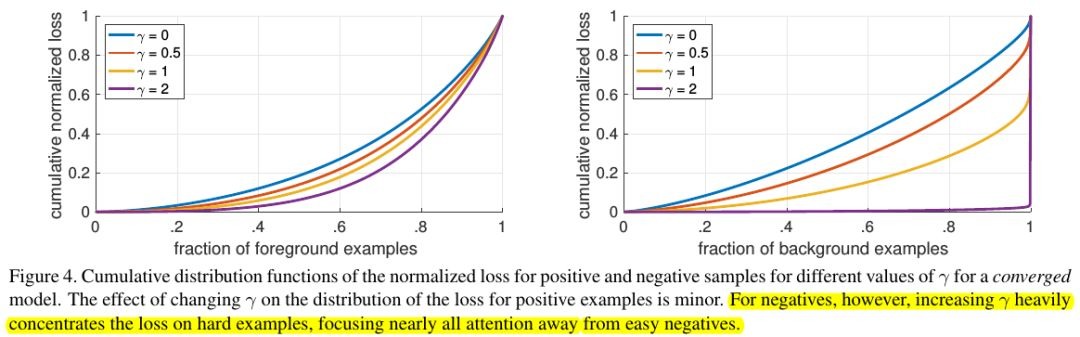 cumulative normalized loss
1
0.8
0.6
0.4
0.2
0
γ = 0
γ = 0.5
γ = 1
γ = 2
0 .2 .4 .6 .8 1
fraction of foreground examples
cumulative normalized loss
1
0.8
0.6
0.4
0.2
0
γ = 0
γ = 0.5
γ = 1
γ = 2
0 .2 .4 .6 .8 1
fraction of background examples
Figure 4. Cumulative distribution functions of the normalized loss for positive and negative samples for different values of γ for a converged
model. The effect of changing γ on the distribution of the loss for positive examples is minor. For negatives, however, increasing γ heavily
concentrates the loss on hard examples, focusing nearly all attention away from easy negatives.